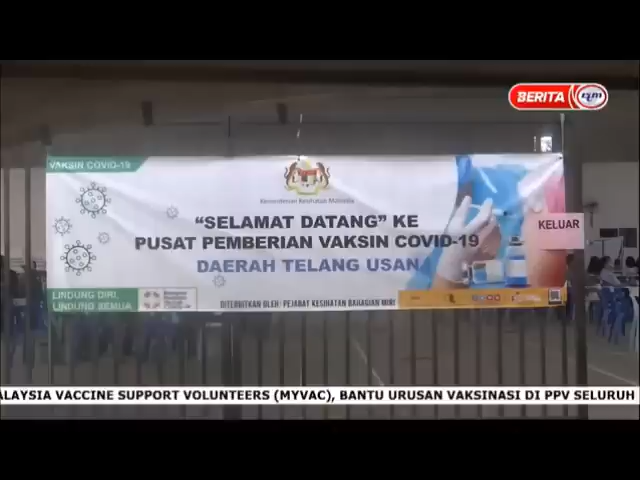 BERITA rtm
VAKSIN COVID-19
Kementerian Kesihatan Malaysia
"SELAMAT DATANG" KE
PUSAT PEMBERIAN VAKSIN COVID-19
DAERAH TELANG USAN
KELUAR
LINDUNG DIRI,
LINDUNG SEMUA
DITERBITKAN OLEH: PEJABAT KESIHATAN BAHAGIAN MIRI
ALAYSIA VACCINE SUPPORT VOLUNTEERS (MYVAC), BANTU URUSAN VAKSINASI DI PPV SELURUH